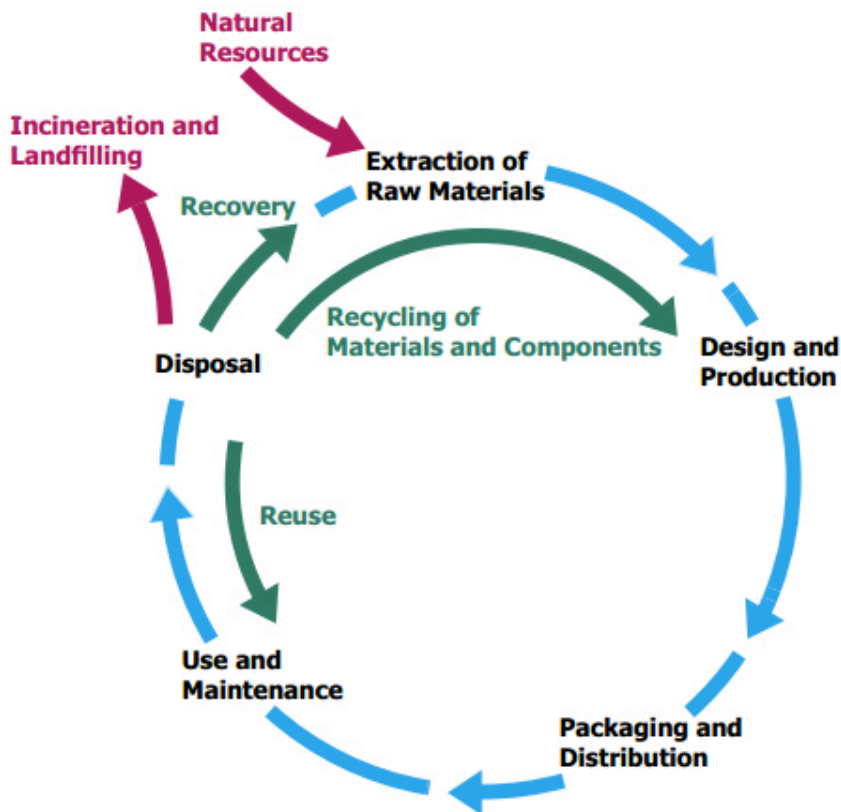 Natural
Resources
Incineration and
Landfilling
Extraction of
Raw Materials
Recovery
Recycling of
Materials and Components
Disposal
Design and
Production
Reuse
Use and
Maintenance
Packaging and
Distribution